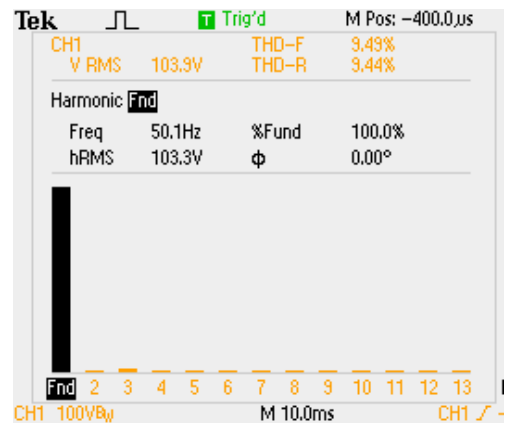 Tek T Trig'd M Pos: -400.0µs
CH1 THD-F 9.49%
V RMS 103.9V THD-R 9.44%
Harmonic Fnd
Freq 50.1Hz %Fund 100.0%
hRMS 103.3V ϕ 0.00°
Fnd 2 3 4 5 6 7 8 9 10 11 12 13
CH1 100VBW M 10.0ms CH1